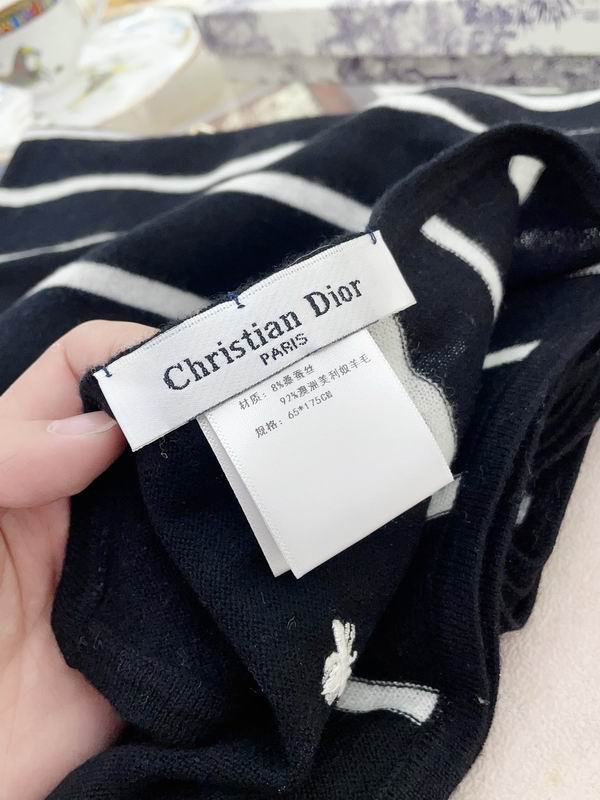 Christian Dior
PARIS
材质: 8%桑蚕丝
92%澳洲美利奴羊毛
规格: 65*175CM